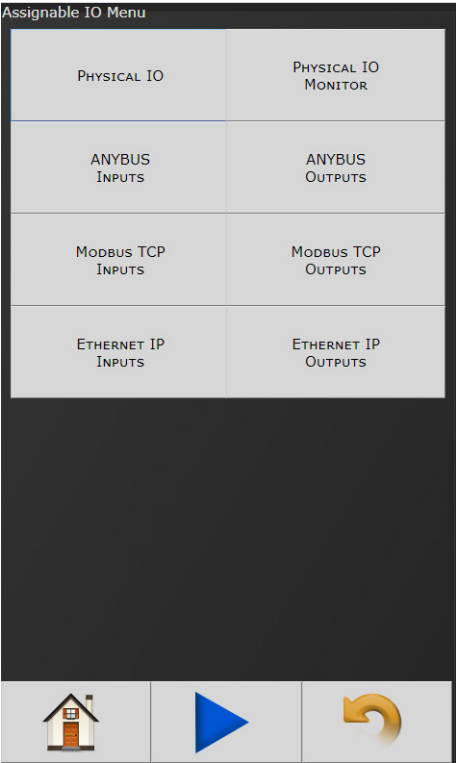 Assignable IO Menu
Physical IO
Physical IO
Monitor
ANYBUS
Inputs
ANYBUS
Outputs
Modbus TCP
Inputs
Modbus TCP
Outputs
Ethernet IP
Inputs
Ethernet IP
Outputs